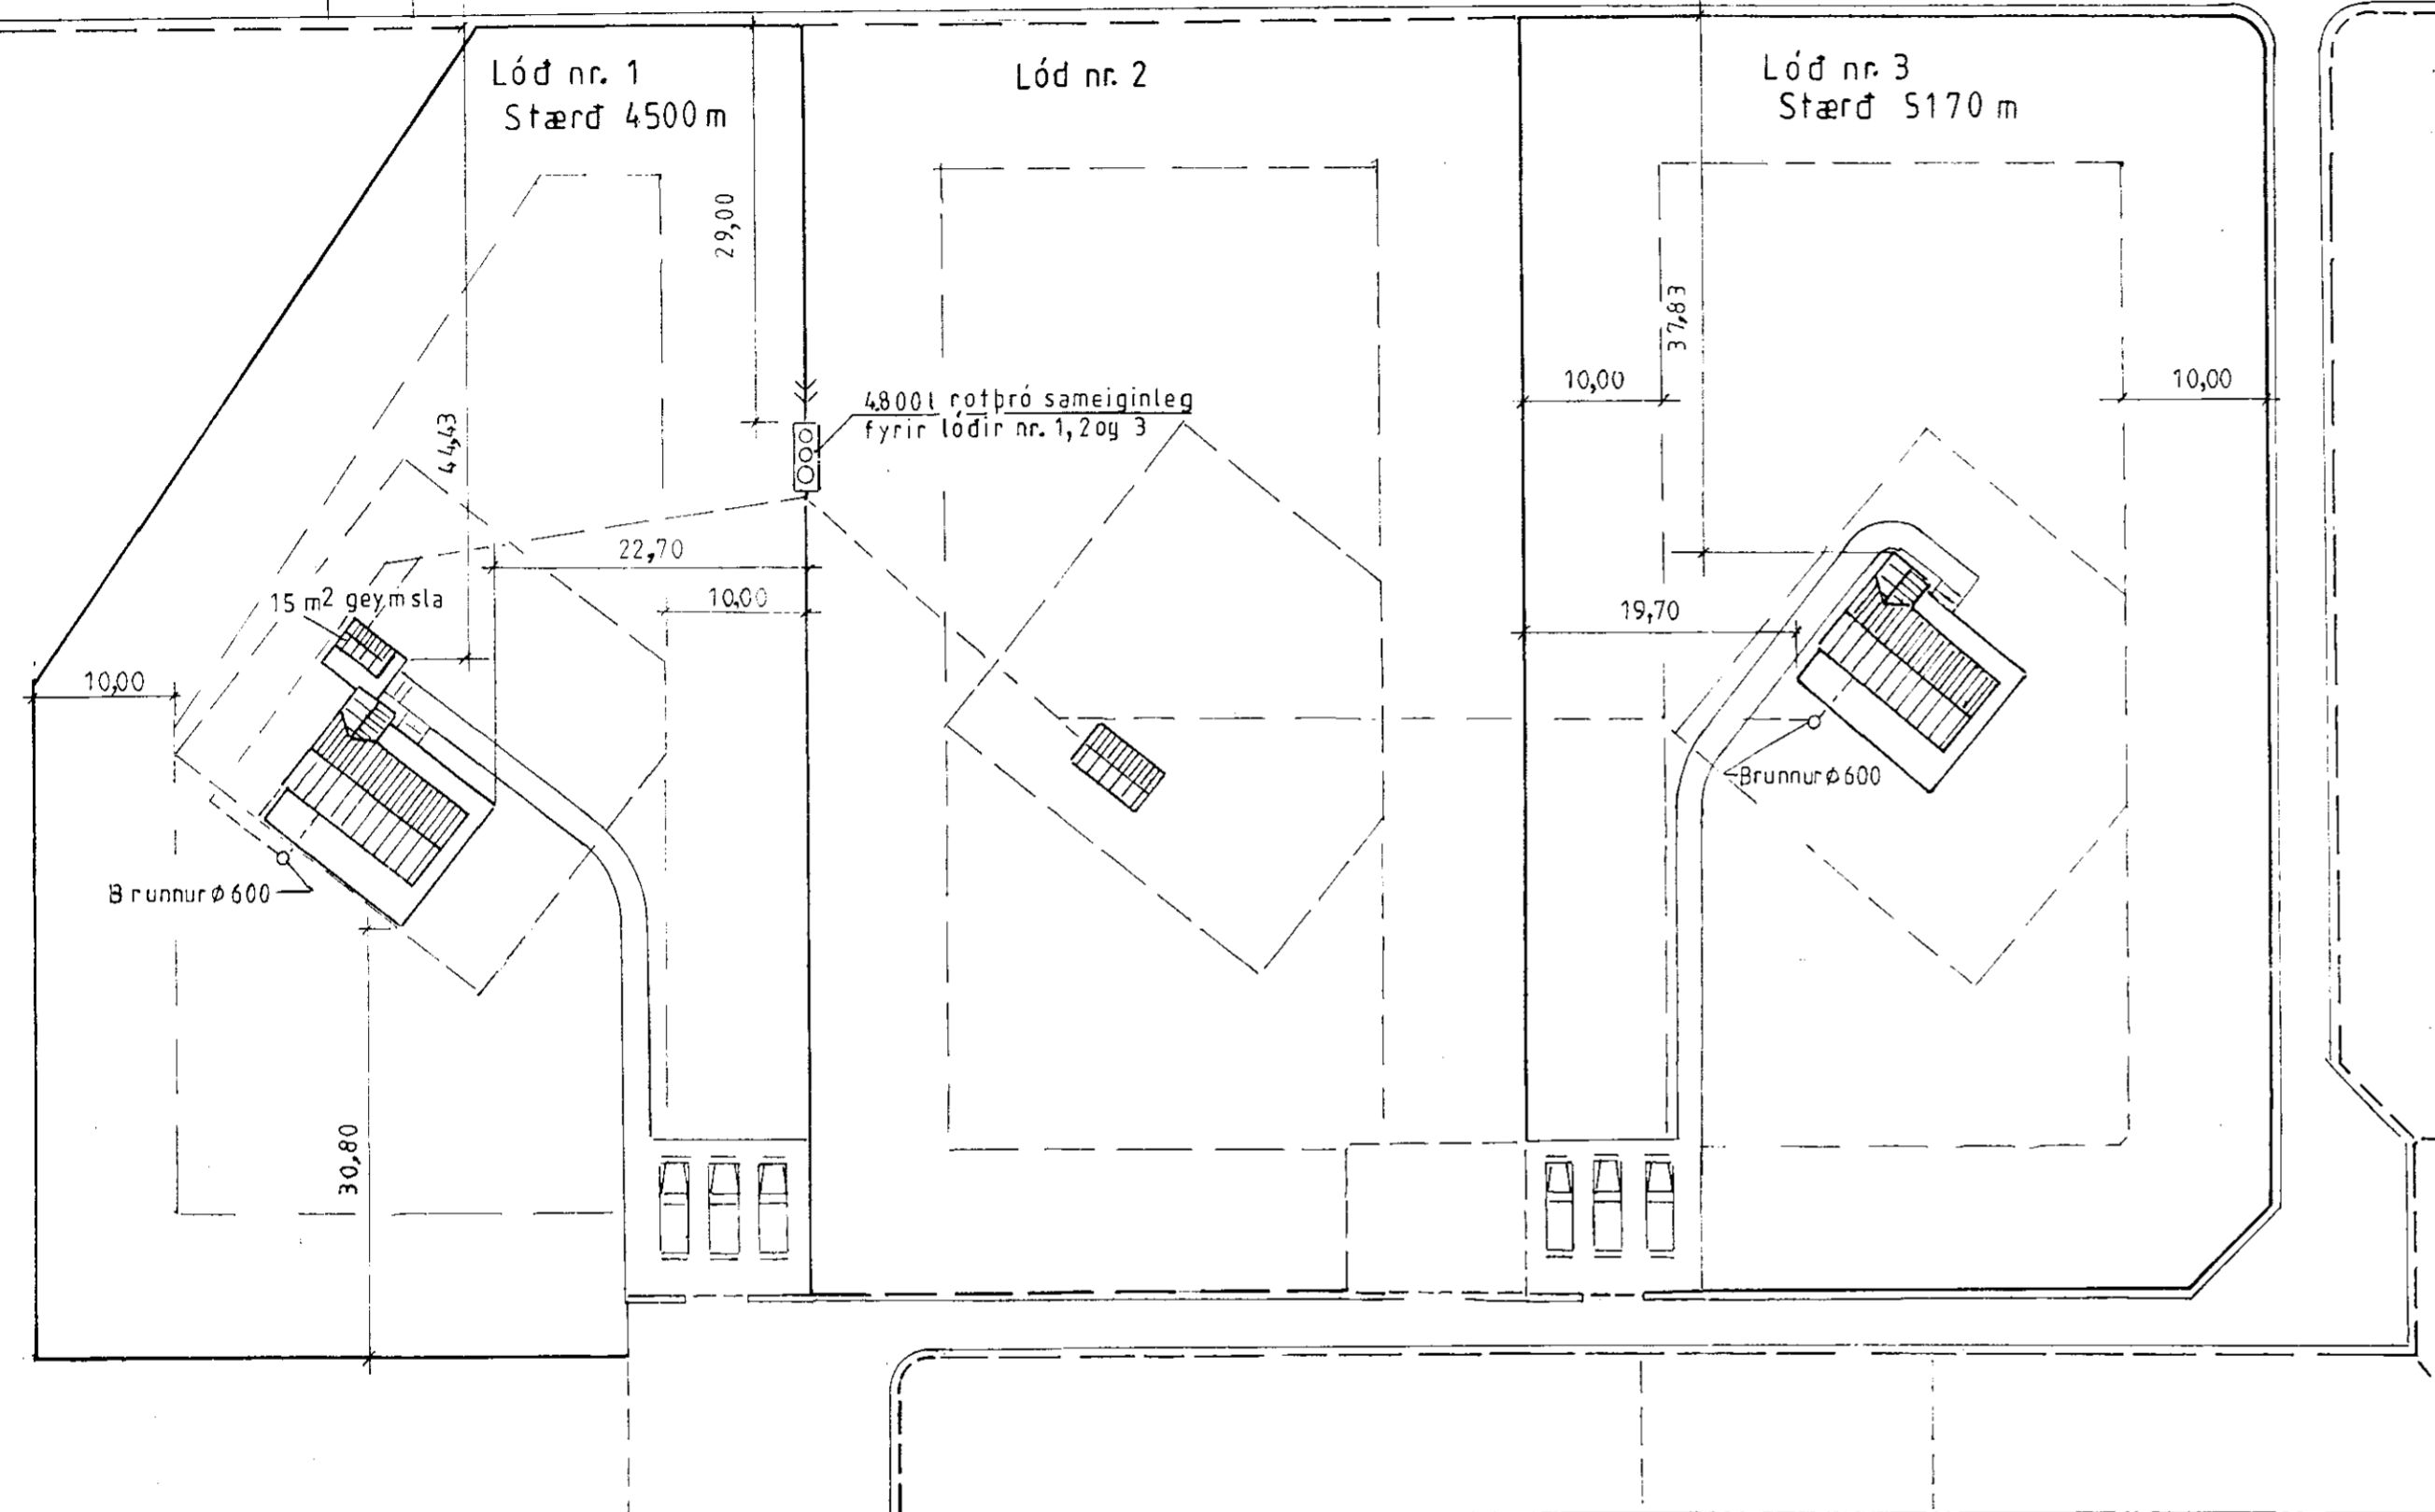 Lóð nr. 1
Stærð 4500 m
Lóð nr. 2
Lóð nr. 3
Stærð 5170 m
29,00
37,83
44,43
4.800 l rotþró sameiginleg
fyrir lóðir nr. 1, 2 og 3
10,00
10,00
22,70
10,00
15 m2 geymsla
19,70
10,00
Brunnur ϕ 600
Brunnur ϕ 600
30,80